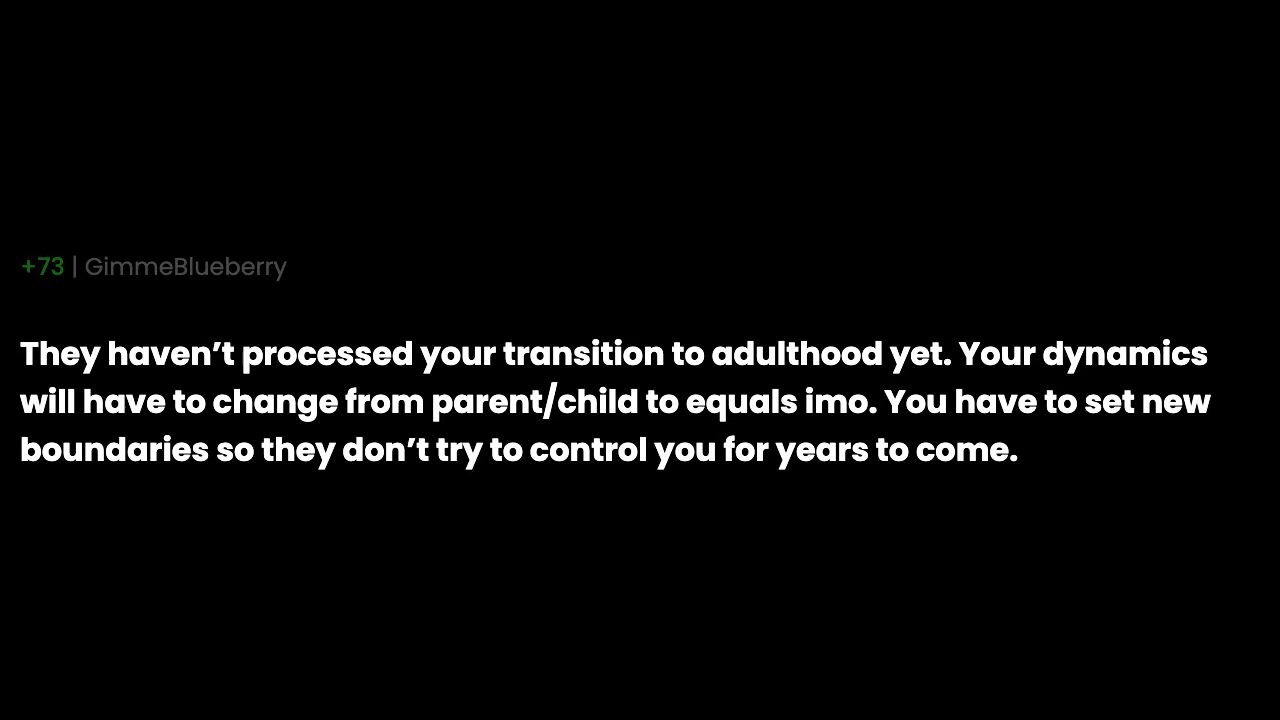 +73 | GimmeBlueberry
They haven’t processed your transition to adulthood yet. Your dynamics
will have to change from parent/child to equals imo. You have to set new
boundaries so they don’t try to control you for years to come.